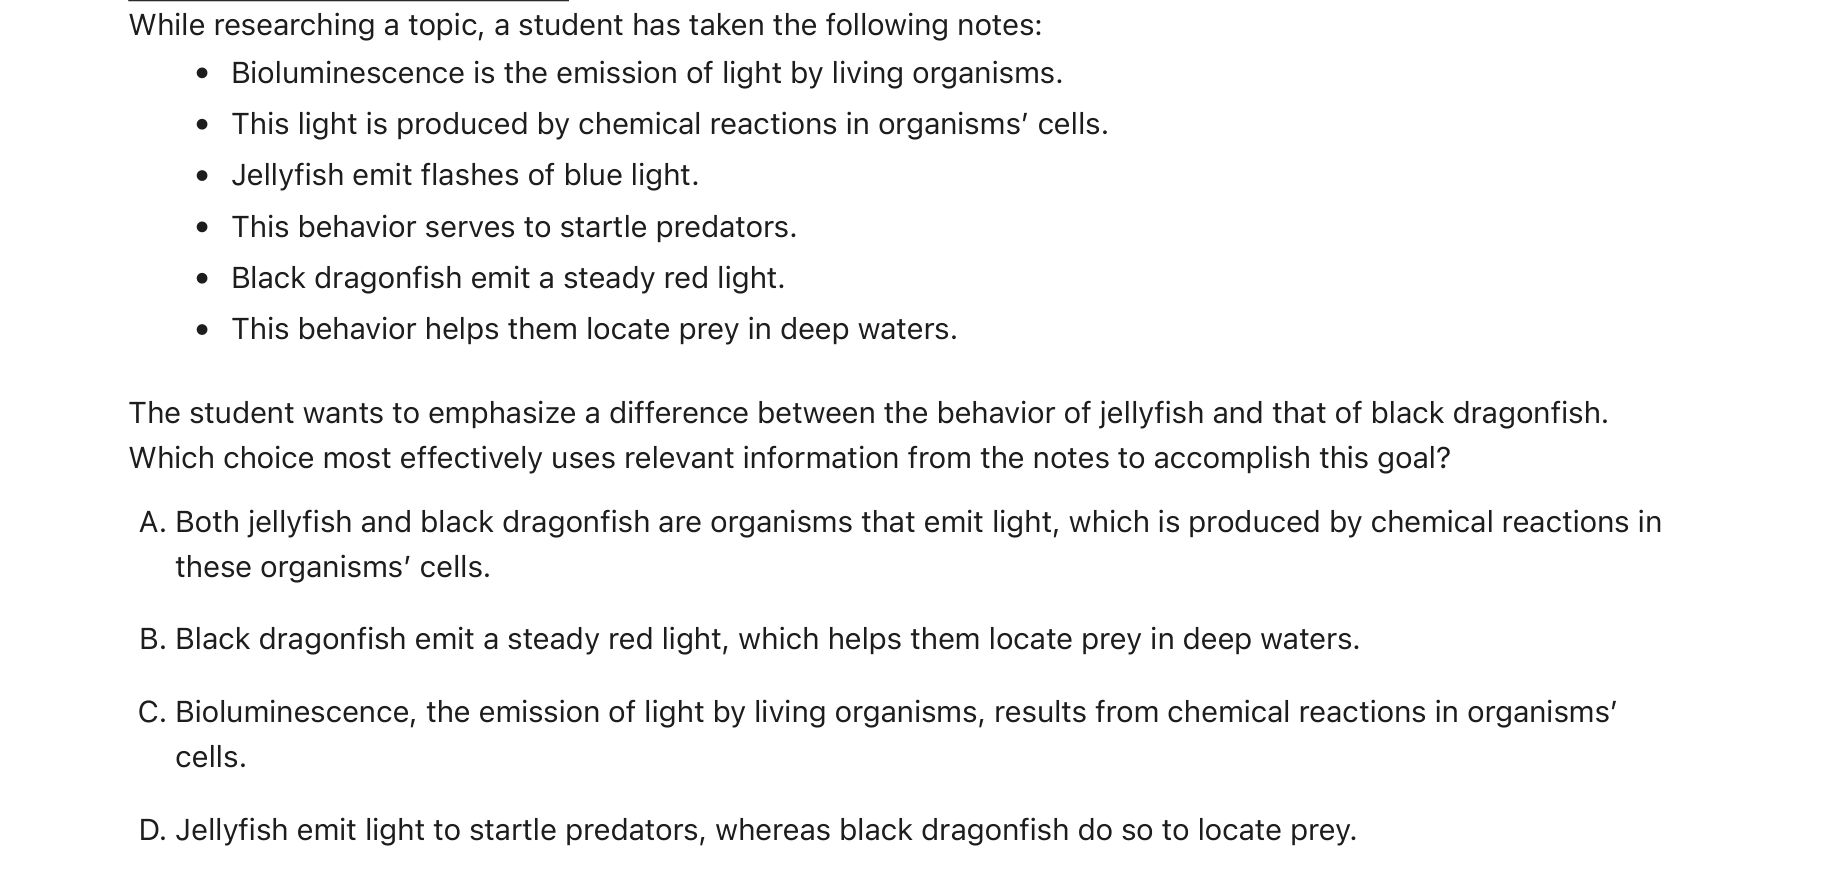 While researching a topic, a student has taken the following notes:
• Bioluminescence is the emission of light by living organisms.
• This light is produced by chemical reactions in organisms’ cells.
• Jellyfish emit flashes of blue light.
• This behavior serves to startle predators.
• Black dragonfish emit a steady red light.
• This behavior helps them locate prey in deep waters.
The student wants to emphasize a difference between the behavior of jellyfish and that of black dragonfish.
Which choice most effectively uses relevant information from the notes to accomplish this goal?
A. Both jellyfish and black dragonfish are organisms that emit light, which is produced by chemical reactions in
these organisms’ cells.
B. Black dragonfish emit a steady red light, which helps them locate prey in deep waters.
C. Bioluminescence, the emission of light by living organisms, results from chemical reactions in organisms’
cells.
D. Jellyfish emit light to startle predators, whereas black dragonfish do so to locate prey.